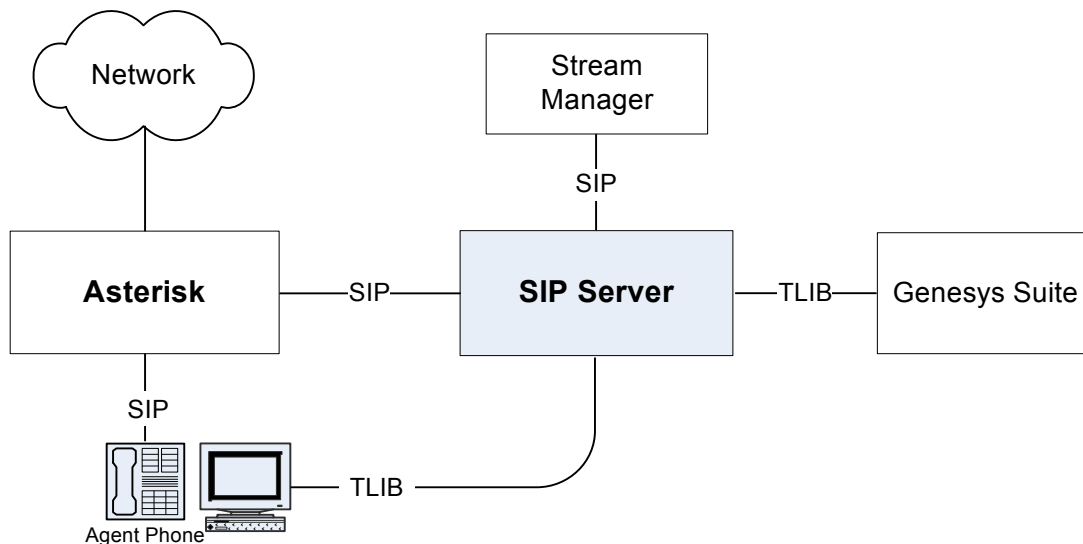 Network
Stream
Manager
SIP
Asterisk
SIP
SIP Server
TLIB
Genesys Suite
SIP
TLIB
Agent Phone